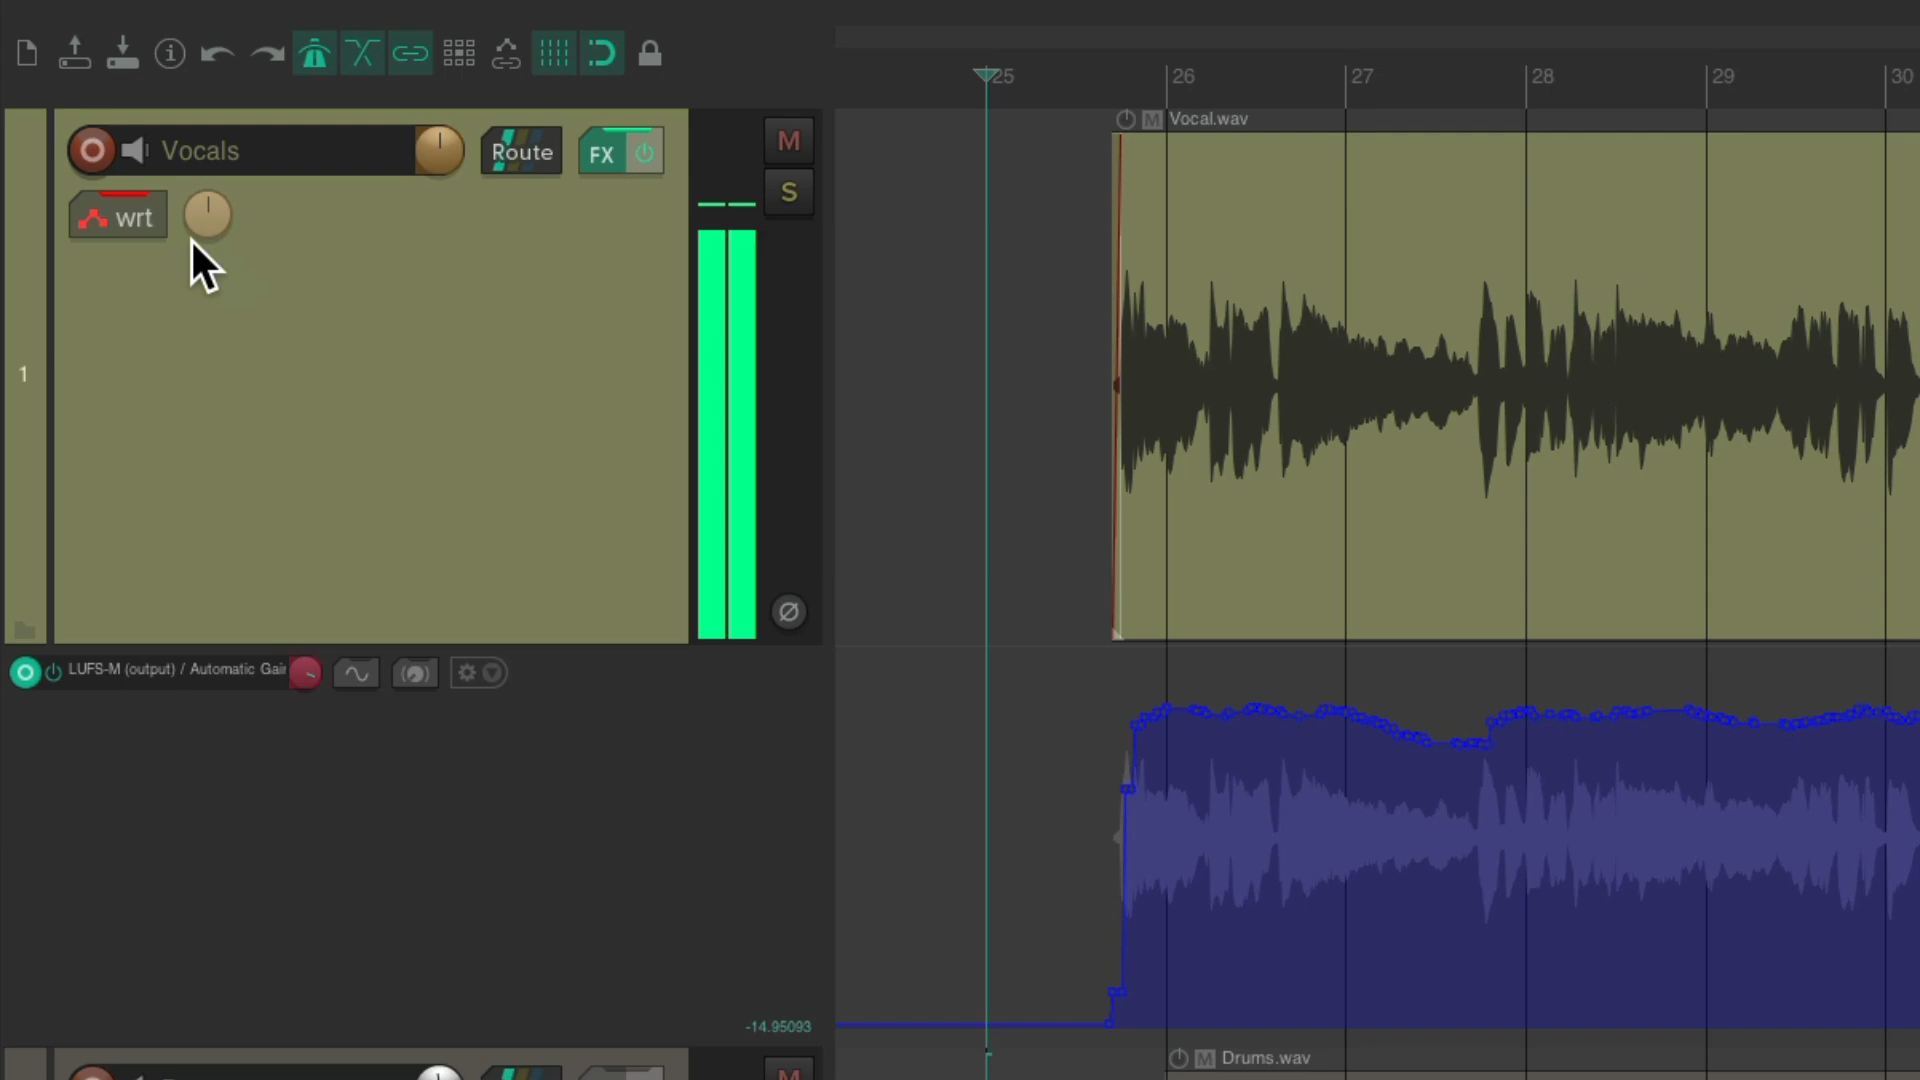 25 26 27 28 29 30
Vocals
Route
FX
M
S
wrt
1
M Vocal.wav
LUFS-M (output) / Automatic Gai
-14.95093
M
M Drums.wav